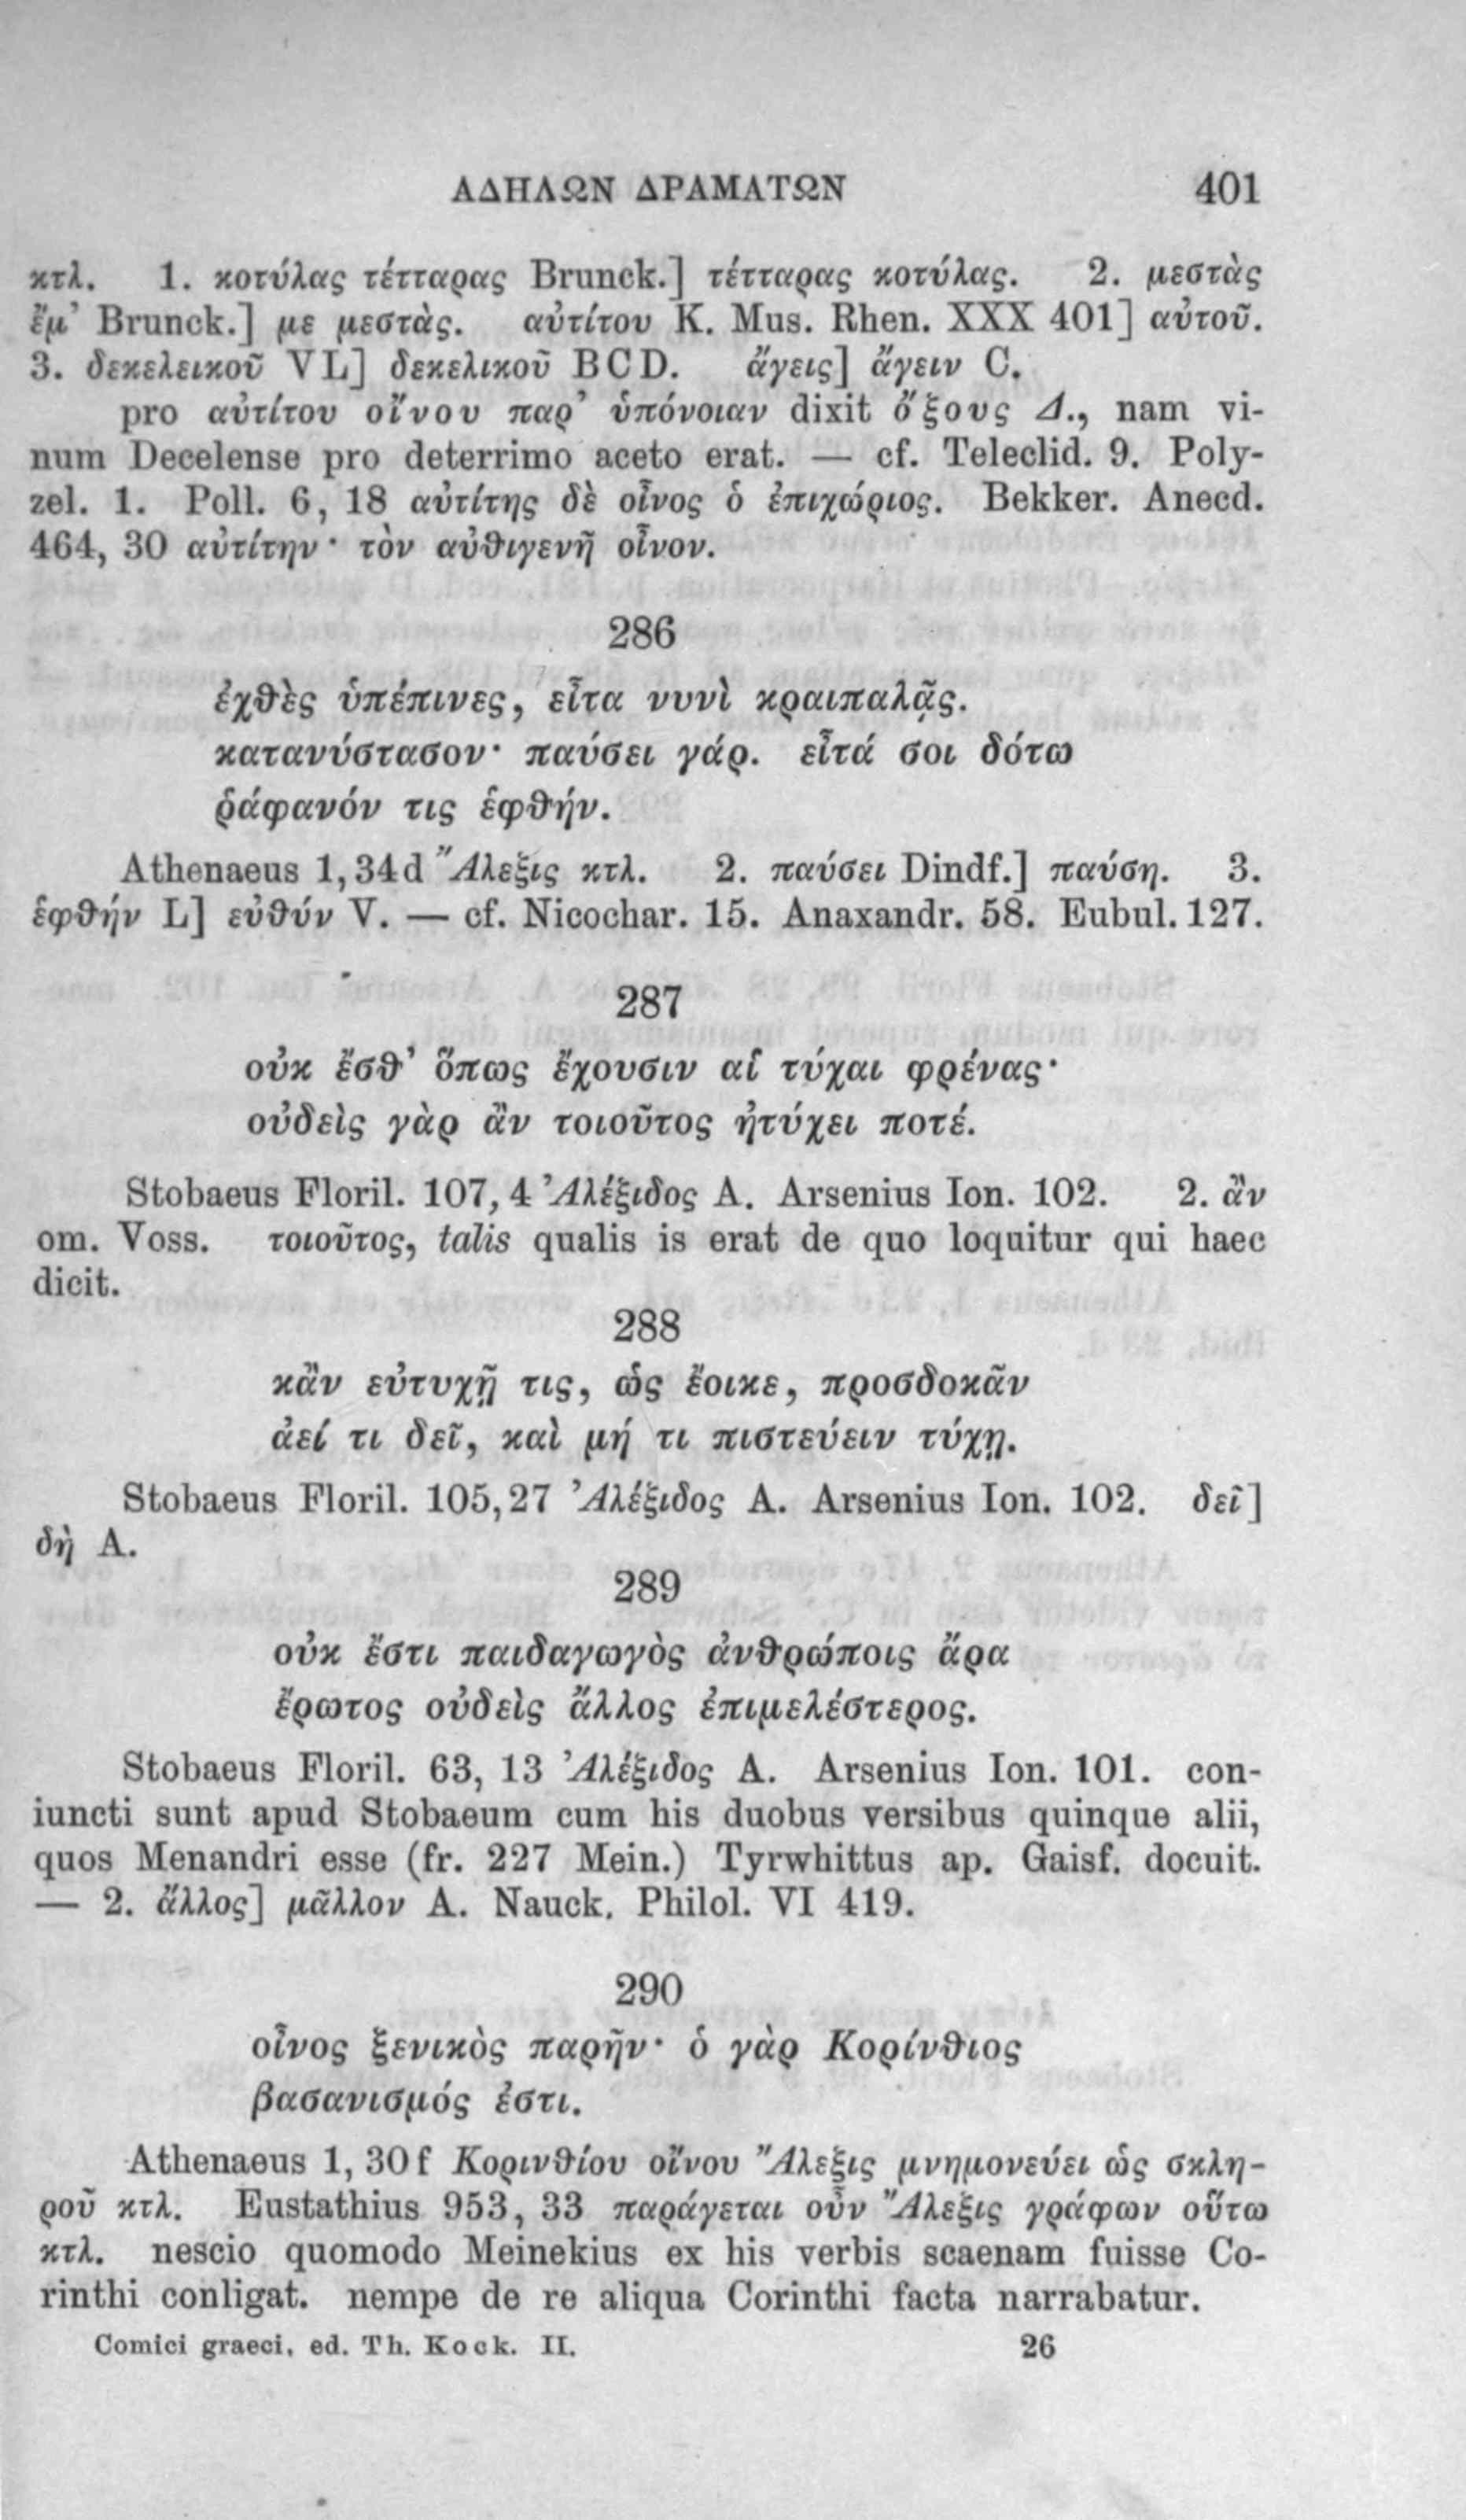 ΑΔΗΛΩΝ ΔΡΑΜΑΤΩΝ 401
κτλ. 1. κοτύλας τέτταρας Brunck.] τέτταρας κοτύλας. 2. μεστὰς
ἔμ’ Brunck.] με μεστὰς. αὐτίτου K. Mus. Rhen. XXX 401] αὐτοῦ.
3. δεκελεικοῦ VL] δεκελικοῦ BCD. ἄγεις] ἄγειν C.
pro αὐτίτου οἴνου παρ’ ὑπόνοιαν dixit ὄξους Δ., nam vi-
num Decelense pro deterrimo aceto erat. — cf. Teleclid. 9. Poly-
zel. 1. Poll. 6, 18 αὐτίτης δὲ οἶνος ὁ ἐπιχώριος. Bekker. Anecd.
464, 30 αὐτίτην· τὸν αὐθιγενῆ οἶνον.
286
ἐχθὲς ὑπέπινες, εἶτα νυνὶ κραιπαλᾷς.
κατανύστασον· παύσει γάρ. εἶτά σοι δότω
ῥάφανόν τις ἑφθήν.
Athenaeus 1, 34d Ἄλεξις κτλ. 2. παύσει Dindf.] παύση. 3.
ἑφθήν L] εὐθύν V. — cf. Nicochar. 15. Anaxandr. 58. Eubul. 127.
287
οὐκ ἔσθ’ ὅπως ἔχουσιν αἱ τύχαι φρένας·
οὐδεὶς γὰρ ἂν τοιοῦτος ἠτύχει ποτέ.
Stobaeus Floril. 107, 4 Ἀλέξιδος A. Arsenius Ion. 102. 2. ἂν
om. Voss. τοιοῦτος, talis qualis is erat de quo loquitur qui haec
dicit.
288
κἂν εὐτυχῇ τις, ὡς ἔοικε, προσδοκᾶν
ἀεί τι δεῖ, καὶ μή τι πιστεύειν τύχῃ.
Stobaeus Floril. 105, 27 Ἀλέξιδος A. Arsenius Ion. 102. δεῖ]
δὴ A.
289
οὐκ ἔστι παιδαγωγὸς ἀνθρώποις ἄρα
ἔρωτος οὐδεὶς ἄλλος ἐπιμελέστερος.
Stobaeus Floril. 63, 13 Ἀλέξιδος A. Arsenius Ion. 101. con-
iuncti sunt apud Stobaeum cum his duobus versibus quinque alii,
quos Menandri esse (fr. 227 Mein.) Tyrwhittus ap. Gaisf. docuit.
— 2. ἄλλος] μᾶλλον A. Nauck. Philol. VI 419.
290
οἶνος ξενικὸς παρῆν· ὁ γὰρ Κορίνθιος
βασανισμός ἐστι.
Athenaeus 1, 30f Κορινθίου οἴνου Ἄλεξις μνημονεύει ὡς σκλη-
ροῦ κτλ. Eustathius 953, 33 παράγεται οὖν Ἄλεξις γράφων οὕτω
κτλ. nescio quomodo Meinekius ex his verbis scaenam fuisse Co-
rinthi conligat. nempe de re aliqua Corinthi facta narrabatur.
Comici graeci, ed. Th. Kock. II. 26